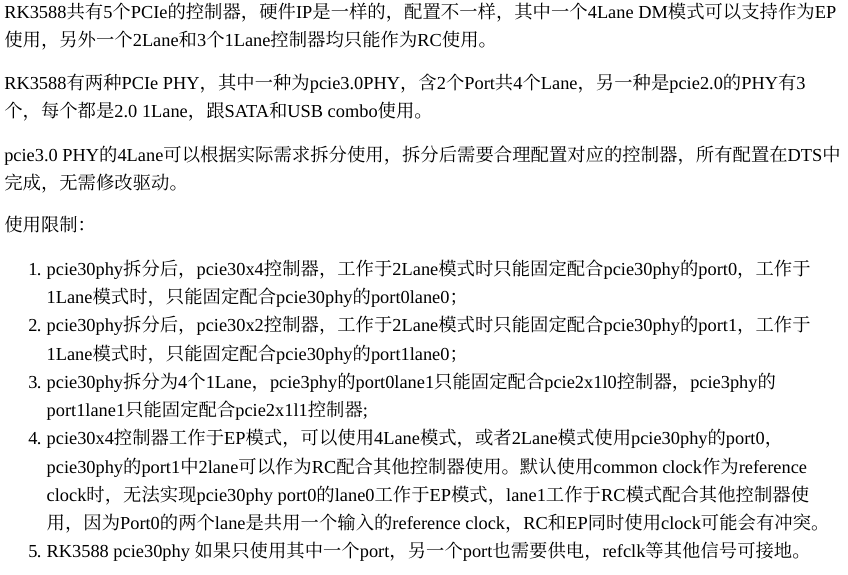 RK3588共有5个PCIe的控制器，硬件IP是一样的，配置不一样，其中一个4Lane DM模式可以支持作为EP
使用，另外一个2Lane和3个1Lane控制器均只能作为RC使用。
RK3588有两种PCIe PHY，其中一种为pcie3.0PHY，含2个Port共4个Lane，另一种是pcie2.0的PHY有3
个，每个都是2.0 1Lane，跟SATA和USB combo使用。
pcie3.0 PHY的4Lane可以根据实际需求拆分使用，拆分后需要合理配置对应的控制器，所有配置在DTS中
完成，无需修改驱动。
使用限制：
1. pcie30phy拆分后，pcie30x4控制器，工作于2Lane模式时只能固定配合pcie30phy的port0，工作于
1Lane模式时，只能固定配合pcie30phy的port0lane0；
2. pcie30phy拆分后，pcie30x2控制器，工作于2Lane模式时只能固定配合pcie30phy的port1，工作于
1Lane模式时，只能固定配合pcie30phy的port1lane0；
3. pcie30phy拆分为4个1Lane，pcie3phy的port0lane1只能固定配合pcie2x1l0控制器，pcie3phy的
port1lane1只能固定配合pcie2x1l1控制器;
4. pcie30x4控制器工作于EP模式，可以使用4Lane模式，或者2Lane模式使用pcie30phy的port0，
pcie30phy的port1中2lane可以作为RC配合其他控制器使用。默认使用common clock作为reference
clock时，无法实现pcie30phy port0的lane0工作于EP模式，lane1工作于RC模式配合其他控制器使
用，因为Port0的两个lane是共用一个输入的reference clock，RC和EP同时使用clock可能会有冲突。
5. RK3588 pcie30phy 如果只使用其中一个port，另一个port也需要供电，refclk等其他信号可接地。